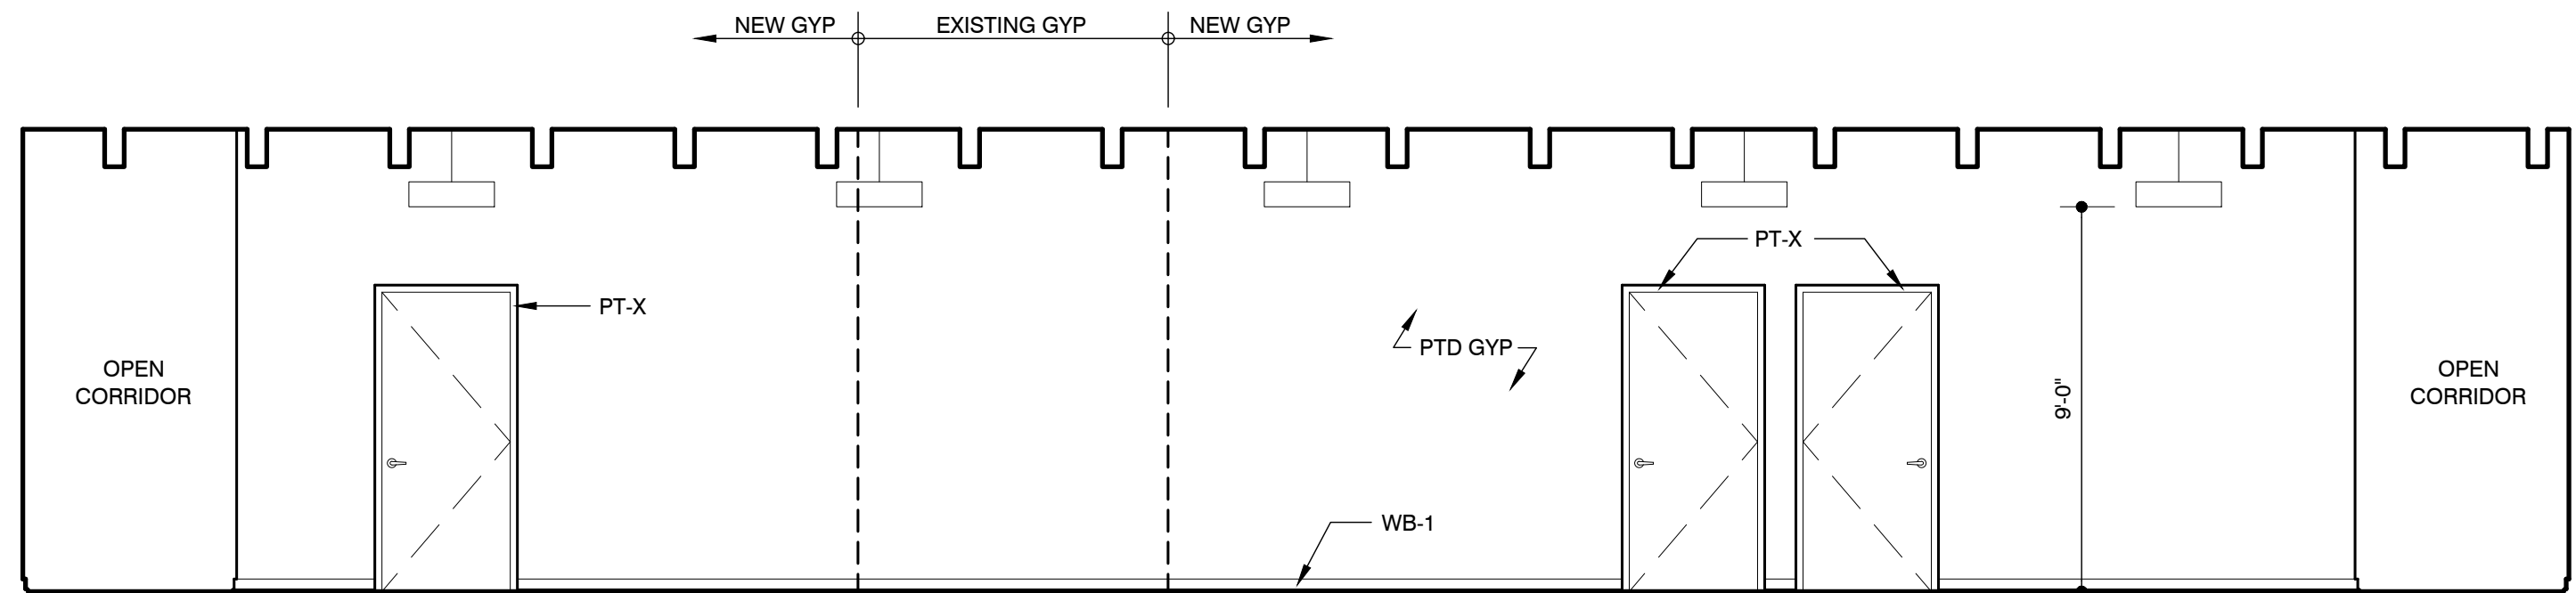 NEW GYP
EXISTING GYP
NEW GYP
PT-X
PT-X
PTD GYP
OPEN
CORRIDOR
OPEN
CORRIDOR
9'-0"
WB-1